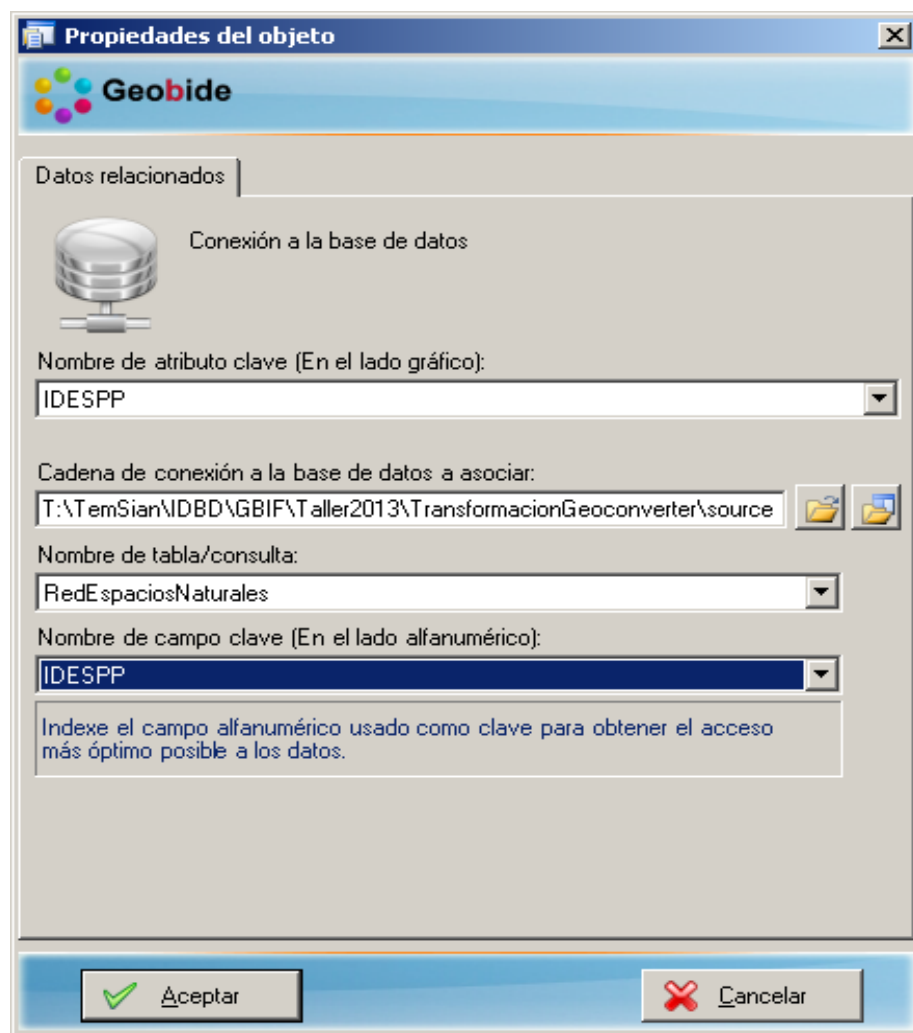 Propiedades del objeto
Geobide
Datos relacionados
Conexión a la base de datos
Nombre de atributo clave (En el lado gráfico):
IDESPP
Cadena de conexión a la base de datos a asociar:
T:\TemSian\IDBD\GBIF\Taller2013\TransformacionGeoconverter\source
Nombre de tabla/consulta:
RedEspaciosNaturales
Nombre de campo clave (En el lado alfanumérico):
IDESPP
Indexe el campo alfanumérico usado como clave para obtener el acceso
más óptimo posible a los datos.
Aceptar
Cancelar